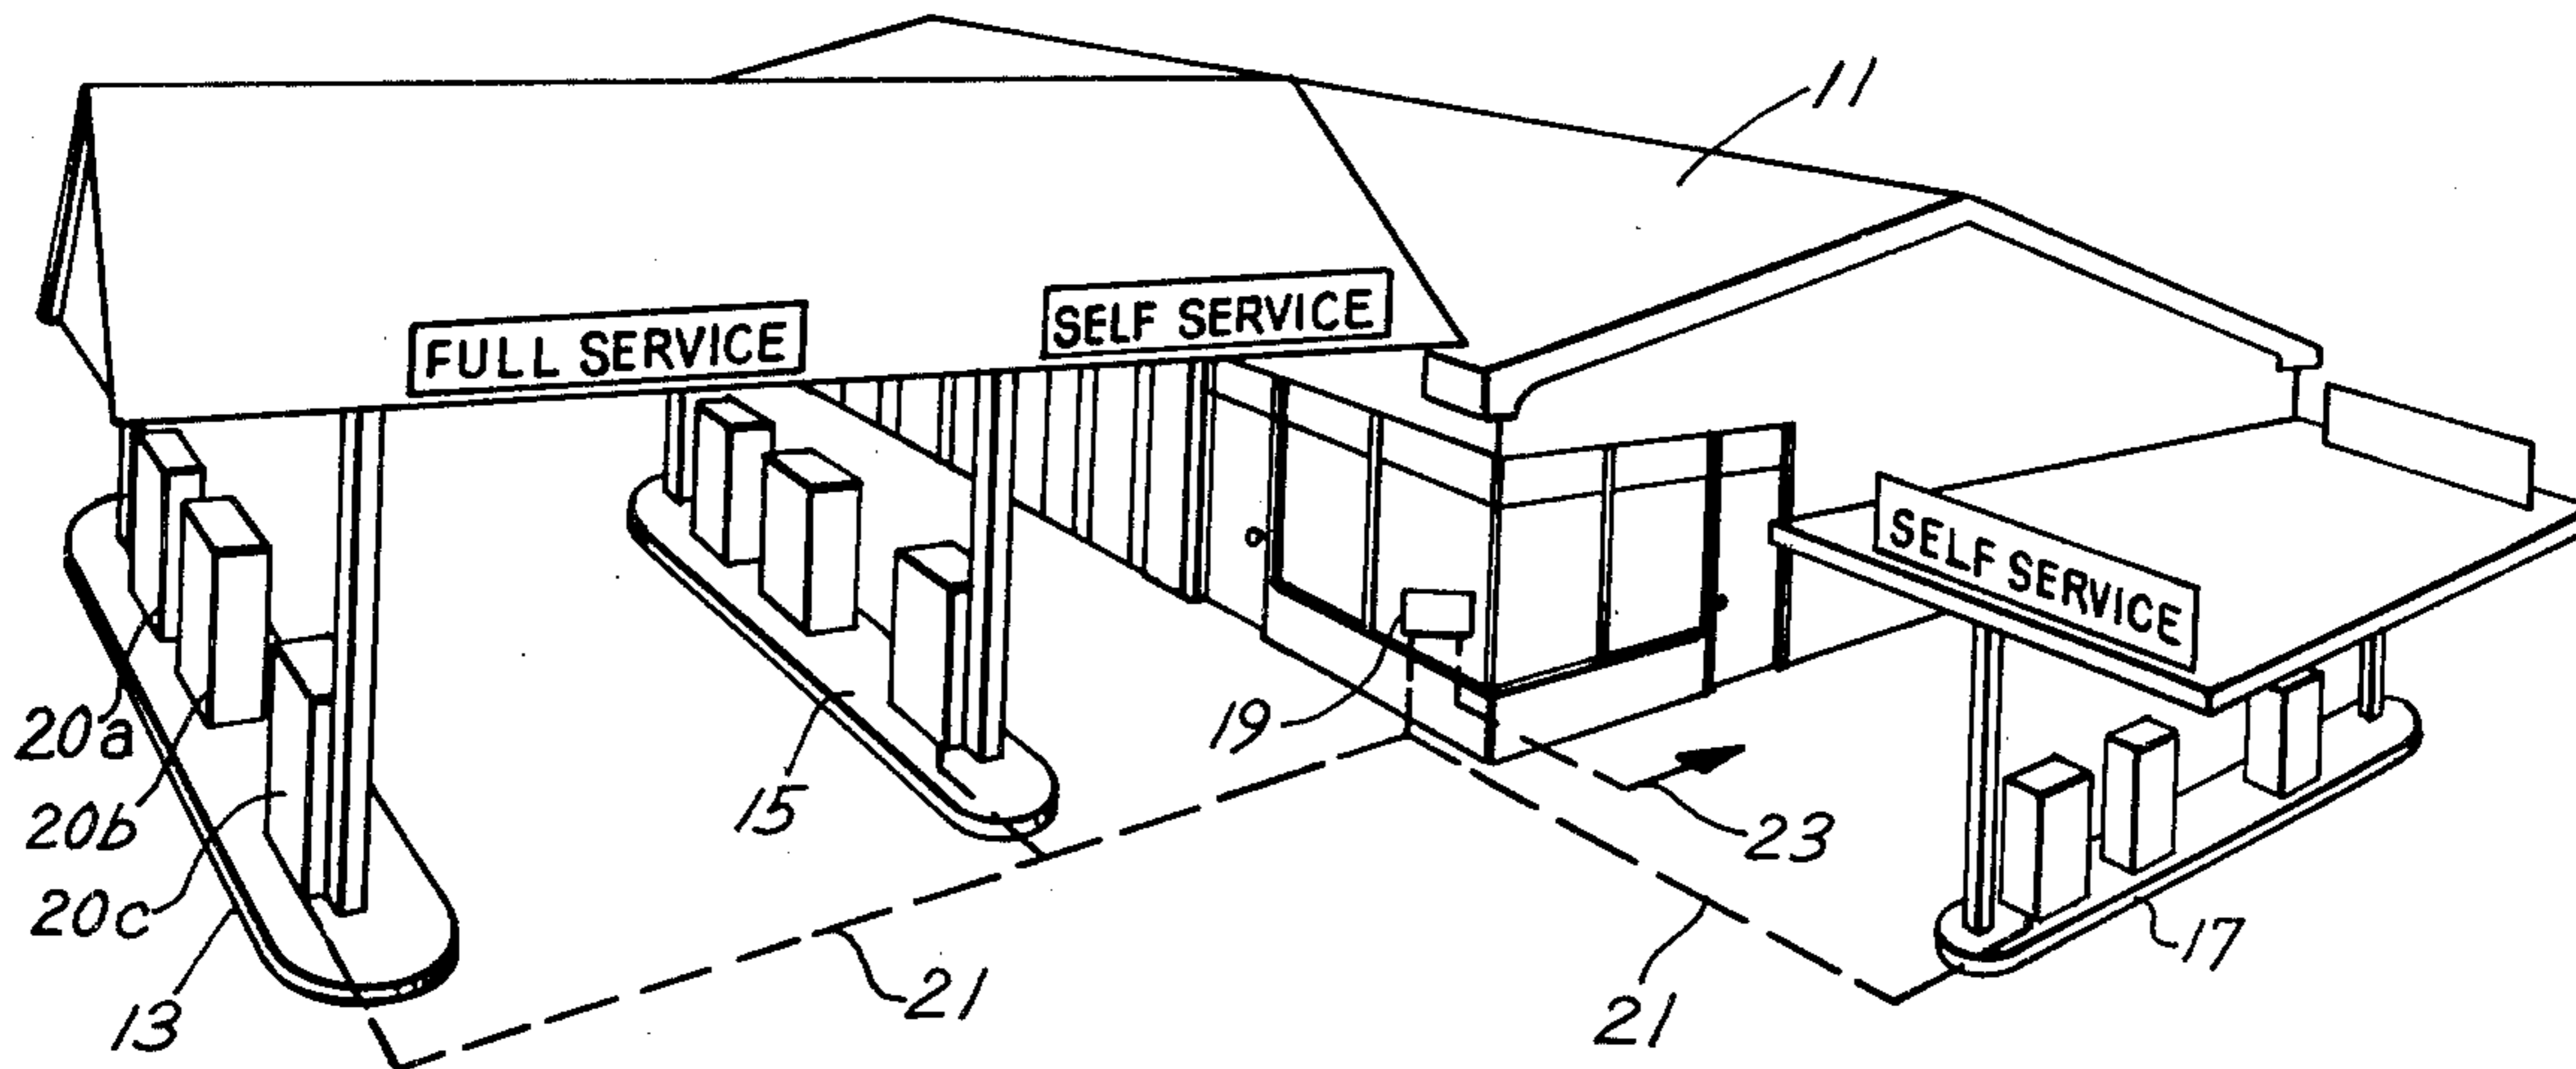 11
FULL SERVICE
SELF SERVICE
SELF SERVICE
20a
19
20b
15
23
20c
17
13
21
21